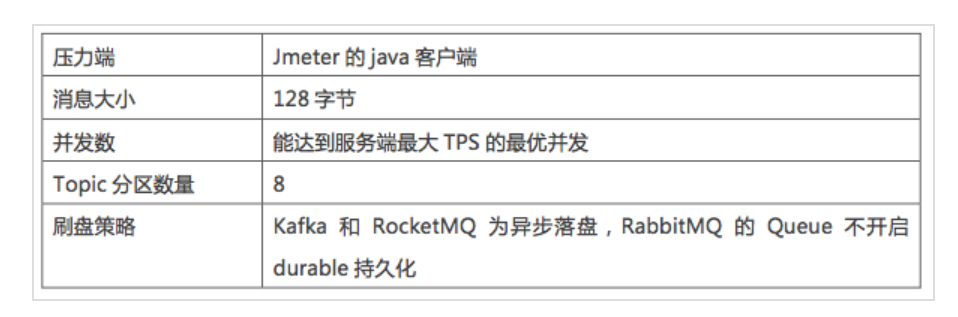 压力端 Jmeter 的 java 客户端
消息大小 128 字节
并发数 能达到服务端最大 TPS 的最优并发
Topic 分区数量 8
刷盘策略 Kafka 和 RocketMQ 为异步落盘，RabbitMQ 的 Queue 不开启
durable 持久化